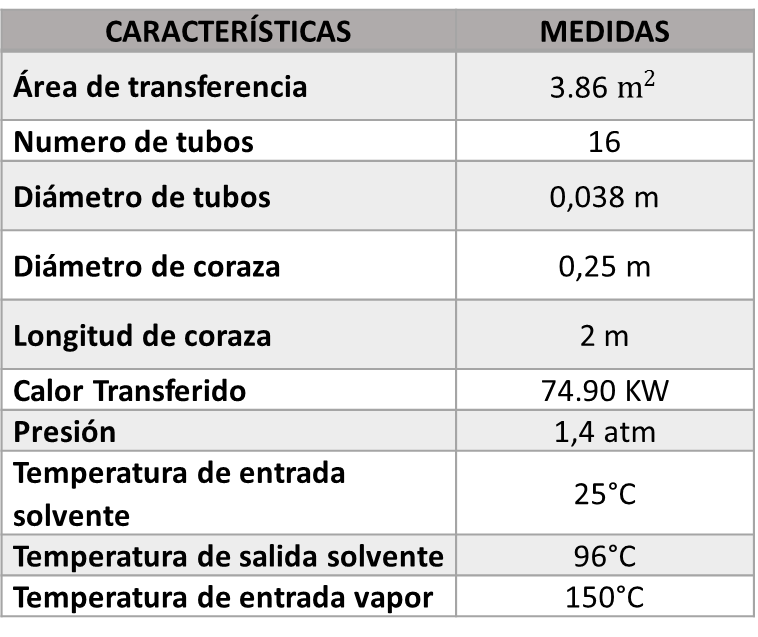 CARACTERÍSTICAS MEDIDAS
Área de transferencia 3.86 m²
Numero de tubos 16
Diámetro de tubos 0,038 m
Diámetro de coraza 0,25 m
Longitud de coraza 2 m
Calor Transferido 74.90 KW
Presión 1,4 atm
Temperatura de entrada
solvente 25°C
Temperatura de salida solvente 96°C
Temperatura de entrada vapor 150°C